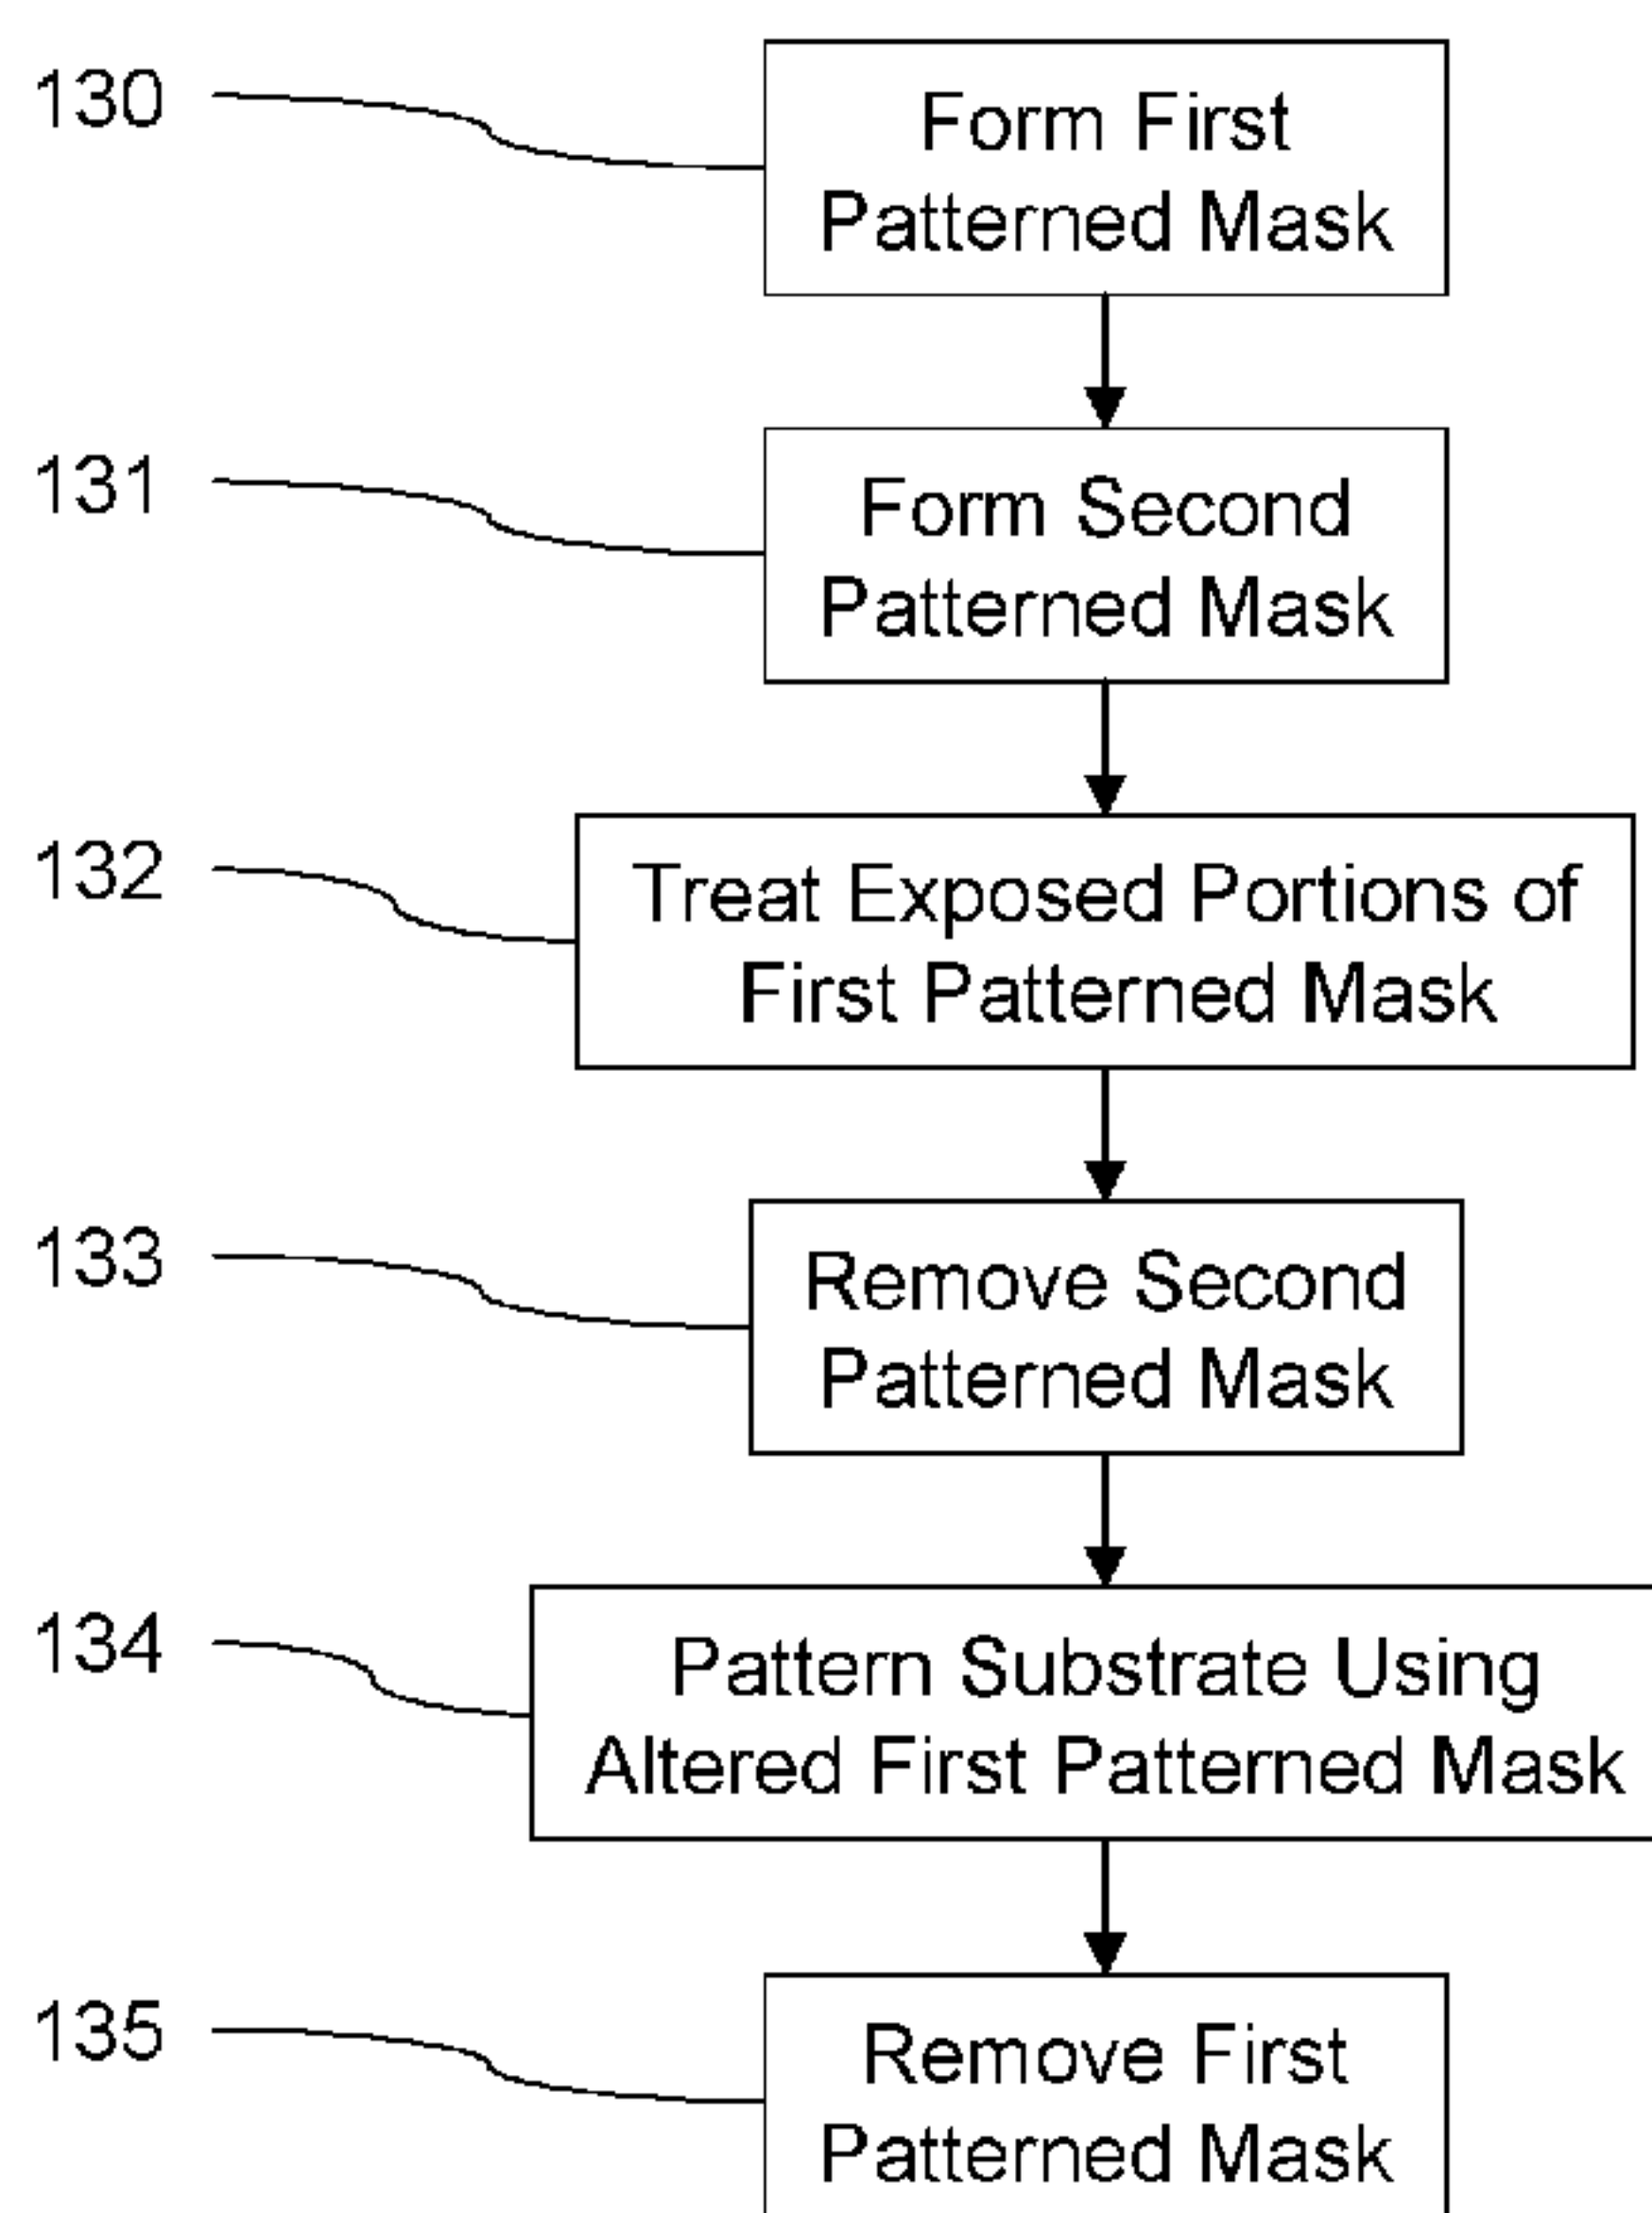 130
Form First
Patterned Mask
131
Form Second
Patterned Mask
132
Treat Exposed Portions of
First Patterned Mask
133
Remove Second
Patterned Mask
134
Pattern Substrate Using
Altered First Patterned Mask
135
Remove First
Patterned Mask